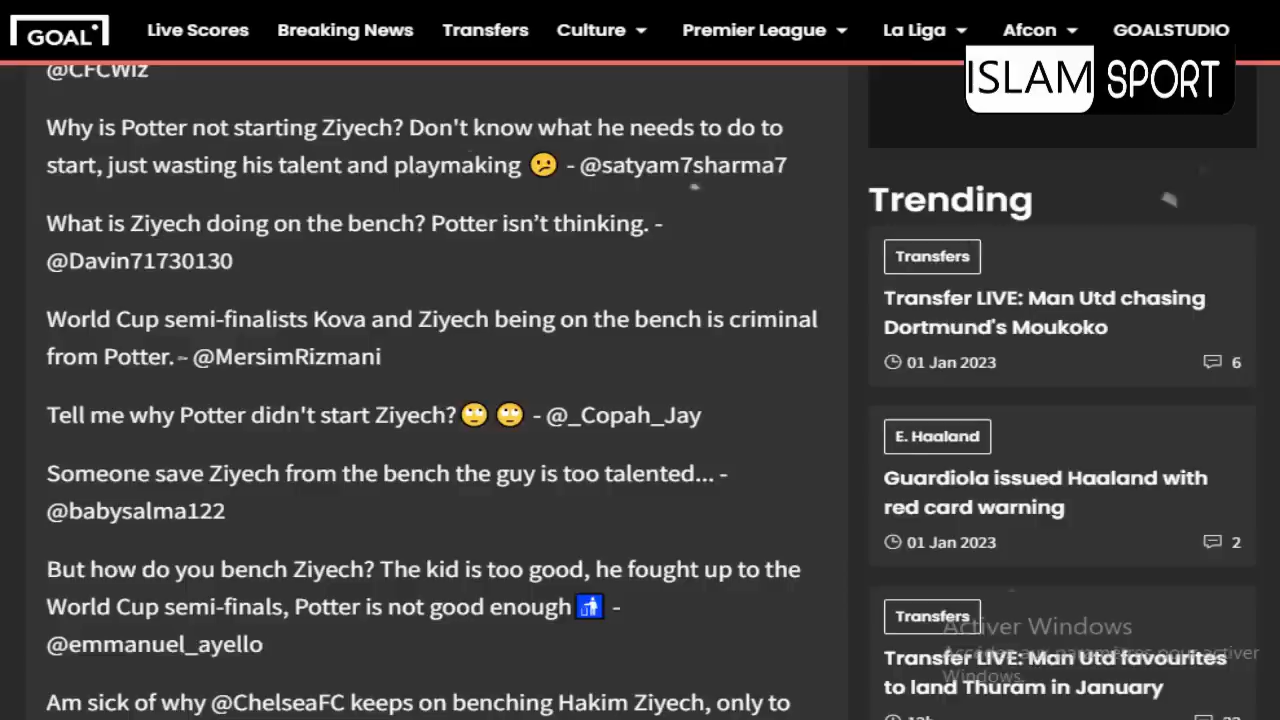 GOAL
Live Scores
Breaking News
Transfers
Culture
Premier League
La Liga
Afcon
GOALSTUDIO
ISLAM SPORT
@CFCWiz
Why is Potter not starting Ziyech? Don't know what he needs to do to
start, just wasting his talent and playmaking 😕 - @satyam7sharma7
What is Ziyech doing on the bench? Potter isn’t thinking. -
@Davin71730130
World Cup semi-finalists Kova and Ziyech being on the bench is criminal
from Potter. - @MersimRizmani
Tell me why Potter didn't start Ziyech?🙄 🙄 - @_Copah_Jay
Someone save Ziyech from the bench the guy is too talented... -
@babysalma122
But how do you bench Ziyech? The kid is too good, he fought up to the
World Cup semi-finals, Potter is not good enough 🚮 -
@emmanuel_ayello
Am sick of why @ChelseaFC keeps on benching Hakim Ziyech, only to
Trending
Transfers
Transfer LIVE: Man Utd chasing
Dortmund's Moukoko
01 Jan 2023
6
E. Haaland
Guardiola issued Haaland with
red card warning
01 Jan 2023
2
Transfers
Transfer LIVE: Man Utd favourites
to land Thuram in January
Activer Windows
Accédez aux paramètres pour activer
Windows.